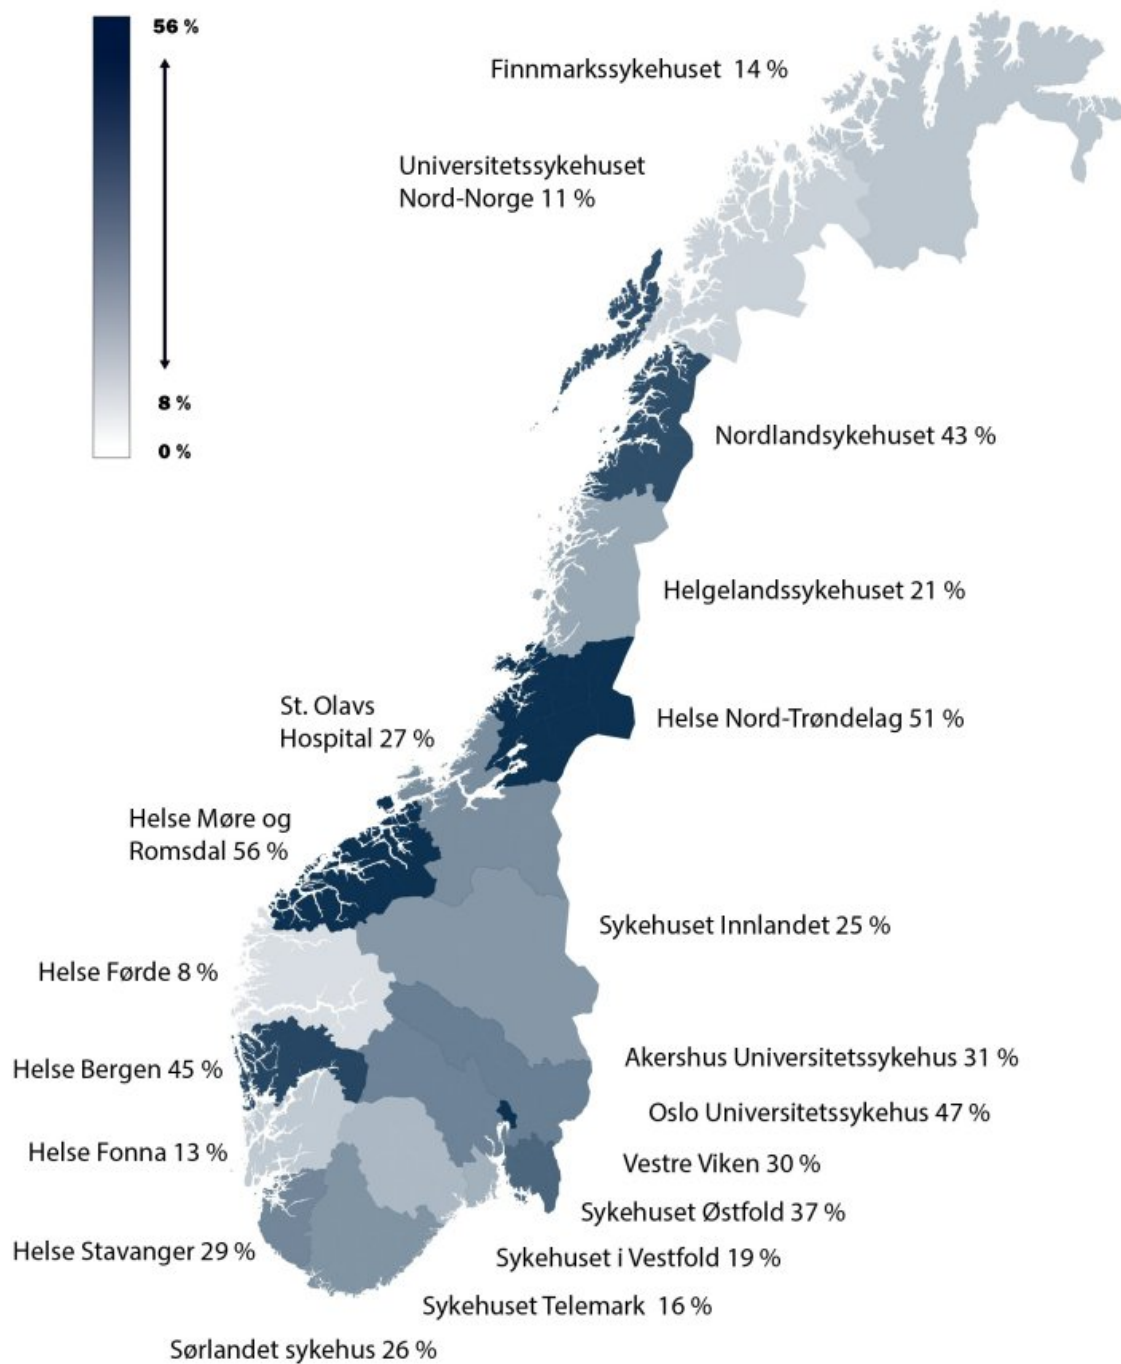 56 %
8 %
0 %
Finnmarkssykehuset 14 %
Universitetssykehuset
Nord-Norge 11 %
Nordlandsykehuset 43 %
Helgelandssykehuset 21 %
St. Olavs
Hospital 27 %
Helse Nord-Trøndelag 51 %
Helse Møre og
Romsdal 56 %
Sykehuset Innlandet 25 %
Helse Førde 8 %
Akershus Universitetssykehus 31 %
Helse Bergen 45 %
Oslo Universitetssykehus 47 %
Helse Fonna 13 %
Vestre Viken 30 %
Sykehuset Østfold 37 %
Helse Stavanger 29 %
Sykehuset i Vestfold 19 %
Sykehuset Telemark 16 %
Sørlandet sykehus 26 %